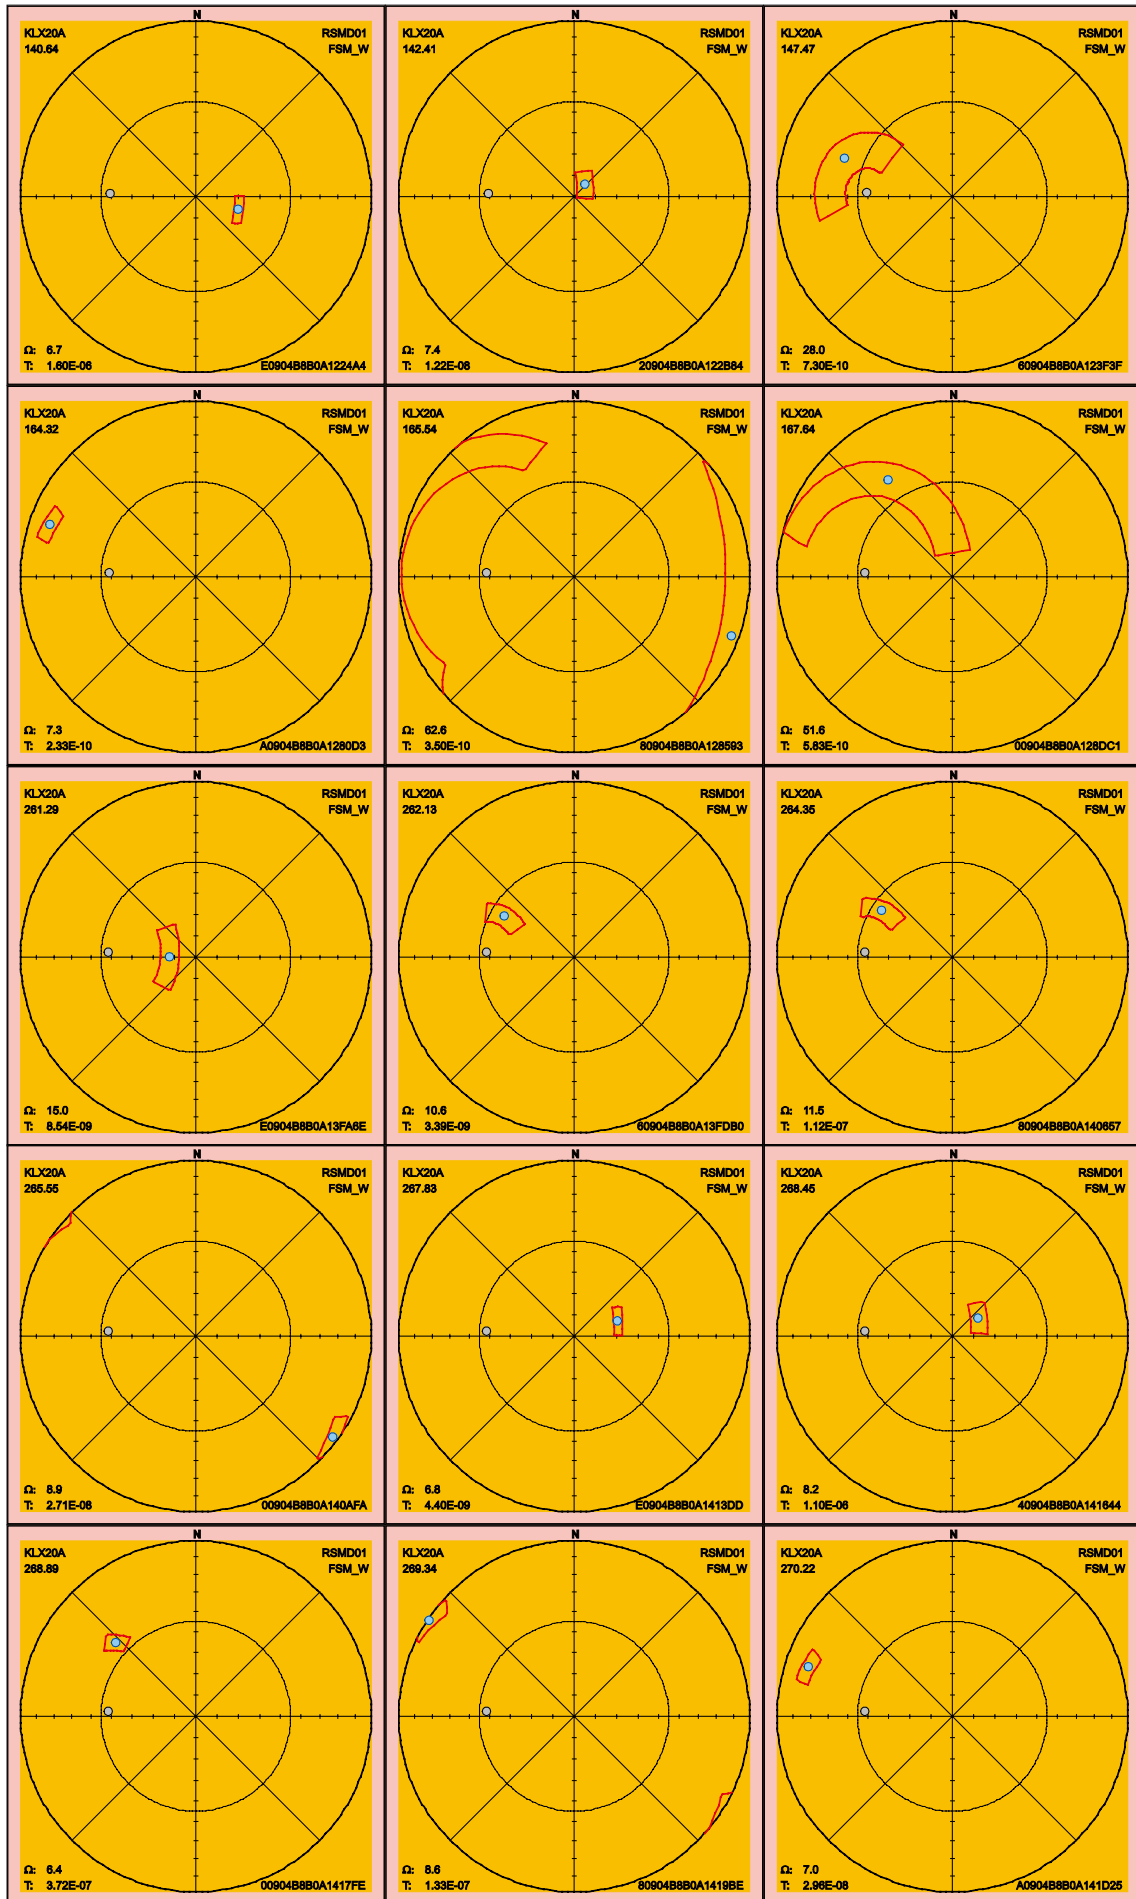 N
KLX20A RSMD01
140.64 FSM_W
Ω: 6.7
T: 1.60E-06 E0904B8B0A1224A4
N
KLX20A RSMD01
142.41 FSM_W
Ω: 7.4
T: 1.22E-08 20904B8B0A122B84
N
KLX20A RSMD01
147.47 FSM_W
Ω: 28.0
T: 7.30E-10 60904B8B0A123F3F
N
KLX20A RSMD01
164.32 FSM_W
Ω: 7.3
T: 2.33E-10 A0904B8B0A1280D3
N
KLX20A RSMD01
165.54 FSM_W
Ω: 62.6
T: 3.50E-10 80904B8B0A128593
N
KLX20A RSMD01
167.64 FSM_W
Ω: 51.6
T: 5.83E-10 00904B8B0A128DC1
N
KLX20A RSMD01
261.29 FSM_W
Ω: 15.0
T: 8.54E-09 E0904B8B0A13FA6E
N
KLX20A RSMD01
262.13 FSM_W
Ω: 10.6
T: 3.39E-09 60904B8B0A13FDB0
N
KLX20A RSMD01
264.35 FSM_W
Ω: 11.5
T: 1.12E-07 80904B8B0A140657
N
KLX20A RSMD01
265.55 FSM_W
Ω: 8.9
T: 2.71E-08 00904B8B0A140AFA
N
KLX20A RSMD01
267.83 FSM_W
Ω: 6.8
T: 4.40E-09 E0904B8B0A1413DD
N
KLX20A RSMD01
268.45 FSM_W
Ω: 8.2
T: 1.10E-06 40904B8B0A141644
N
KLX20A RSMD01
268.89 FSM_W
Ω: 6.4
T: 3.72E-07 00904B8B0A1417FE
N
KLX20A RSMD01
269.34 FSM_W
Ω: 8.6
T: 1.33E-07 80904B8B0A1419BE
N
KLX20A RSMD01
270.22 FSM_W
Ω: 7.0
T: 2.96E-08 A0904B8B0A141D25